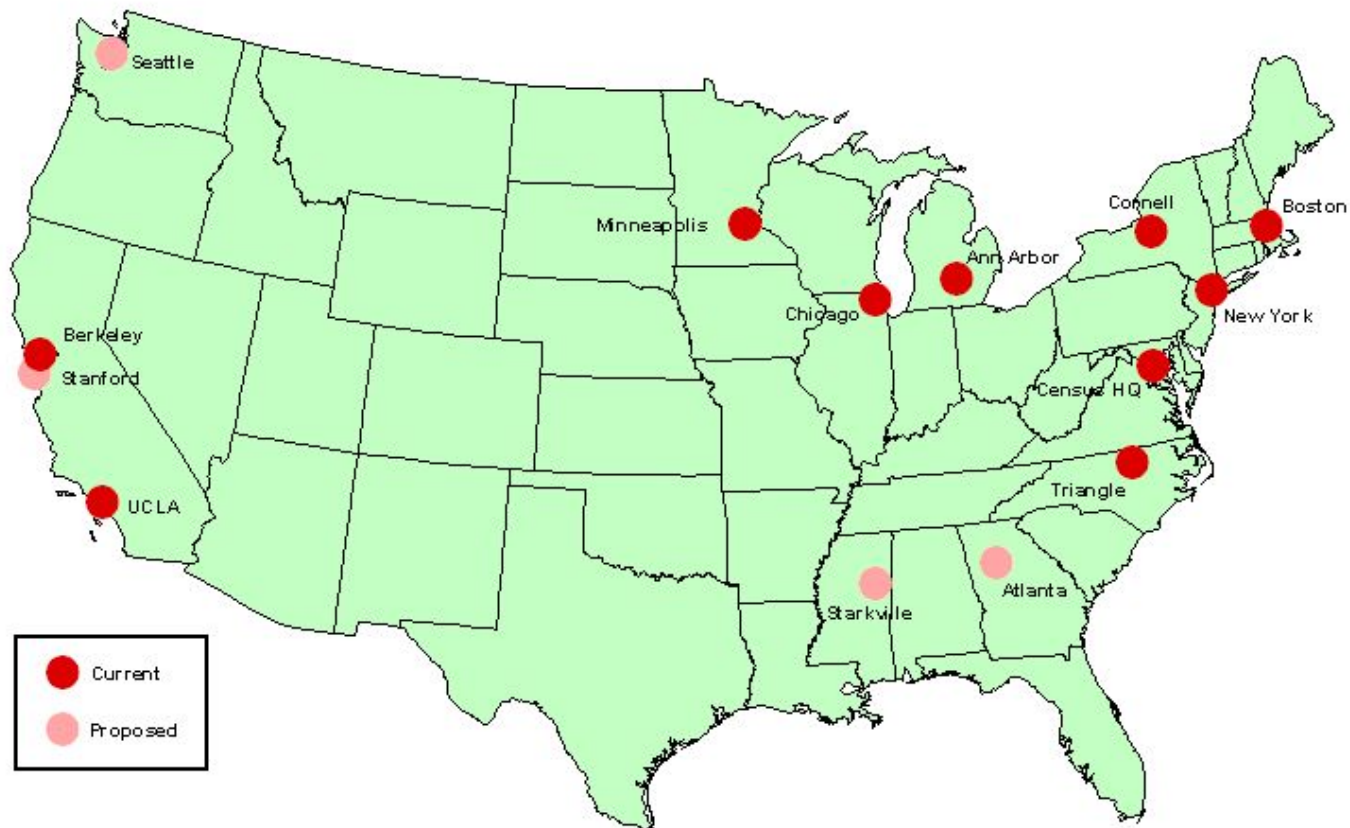 Seattle
Minneapolis
Cornell
Boston
Ann Arbor
Chicago
New York
Berkeley
Stanford
Census HQ
UCLA
Triangle
Starkville
Atlanta
Current
Proposed